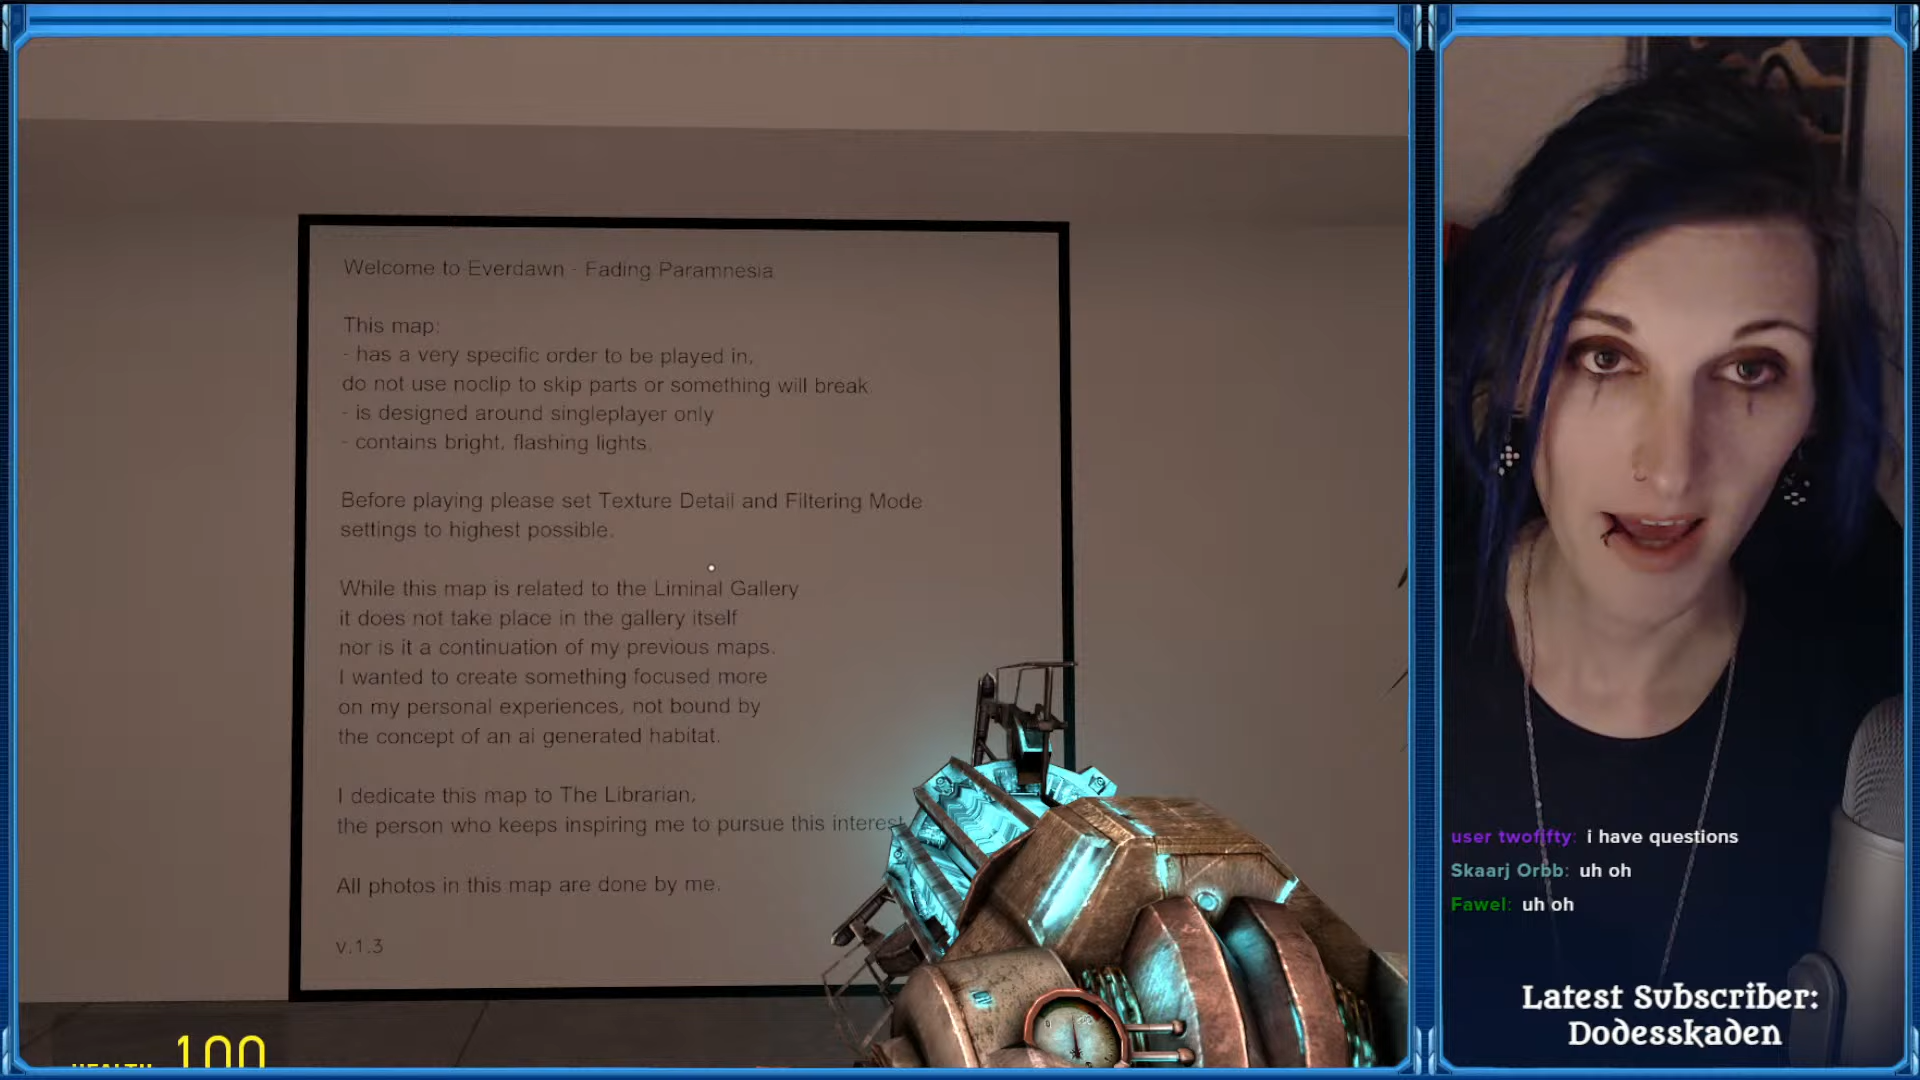 Welcome to Everdawn - Fading Paramnesia
This map:
- has a very specific order to be played in,
do not use noclip to skip parts or something will break
- is designed around singleplayer only
- contains bright, flashing lights.
Before playing please set Texture Detail and Filtering Mode
settings to highest possible.
While this map is related to the Liminal Gallery
it does not take place in the gallery itself
nor is it a continuation of my previous maps.
I wanted to create something focused more
on my personal experiences, not bound by
the concept of an ai generated habitat.
I dedicate this map to The Librarian,
the person who keeps inspiring me to pursue this interest
All photos in this map are done by me.
v.1.3
HEALTH 100
user twofifty: i have questions
Skaarj Orbb: uh oh
Fawel: uh oh
Latest Subscriber:
Dodesskaden